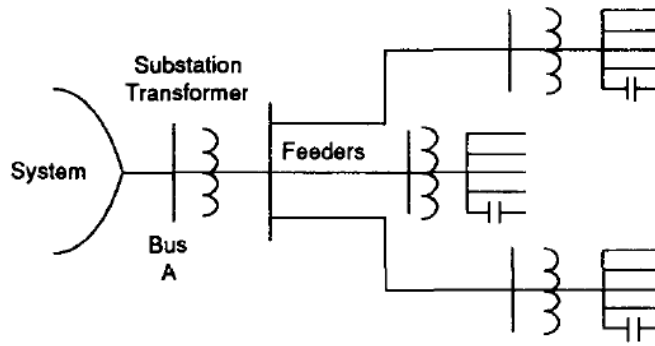 Substation
Transformer
System
Feeders
Bus
A